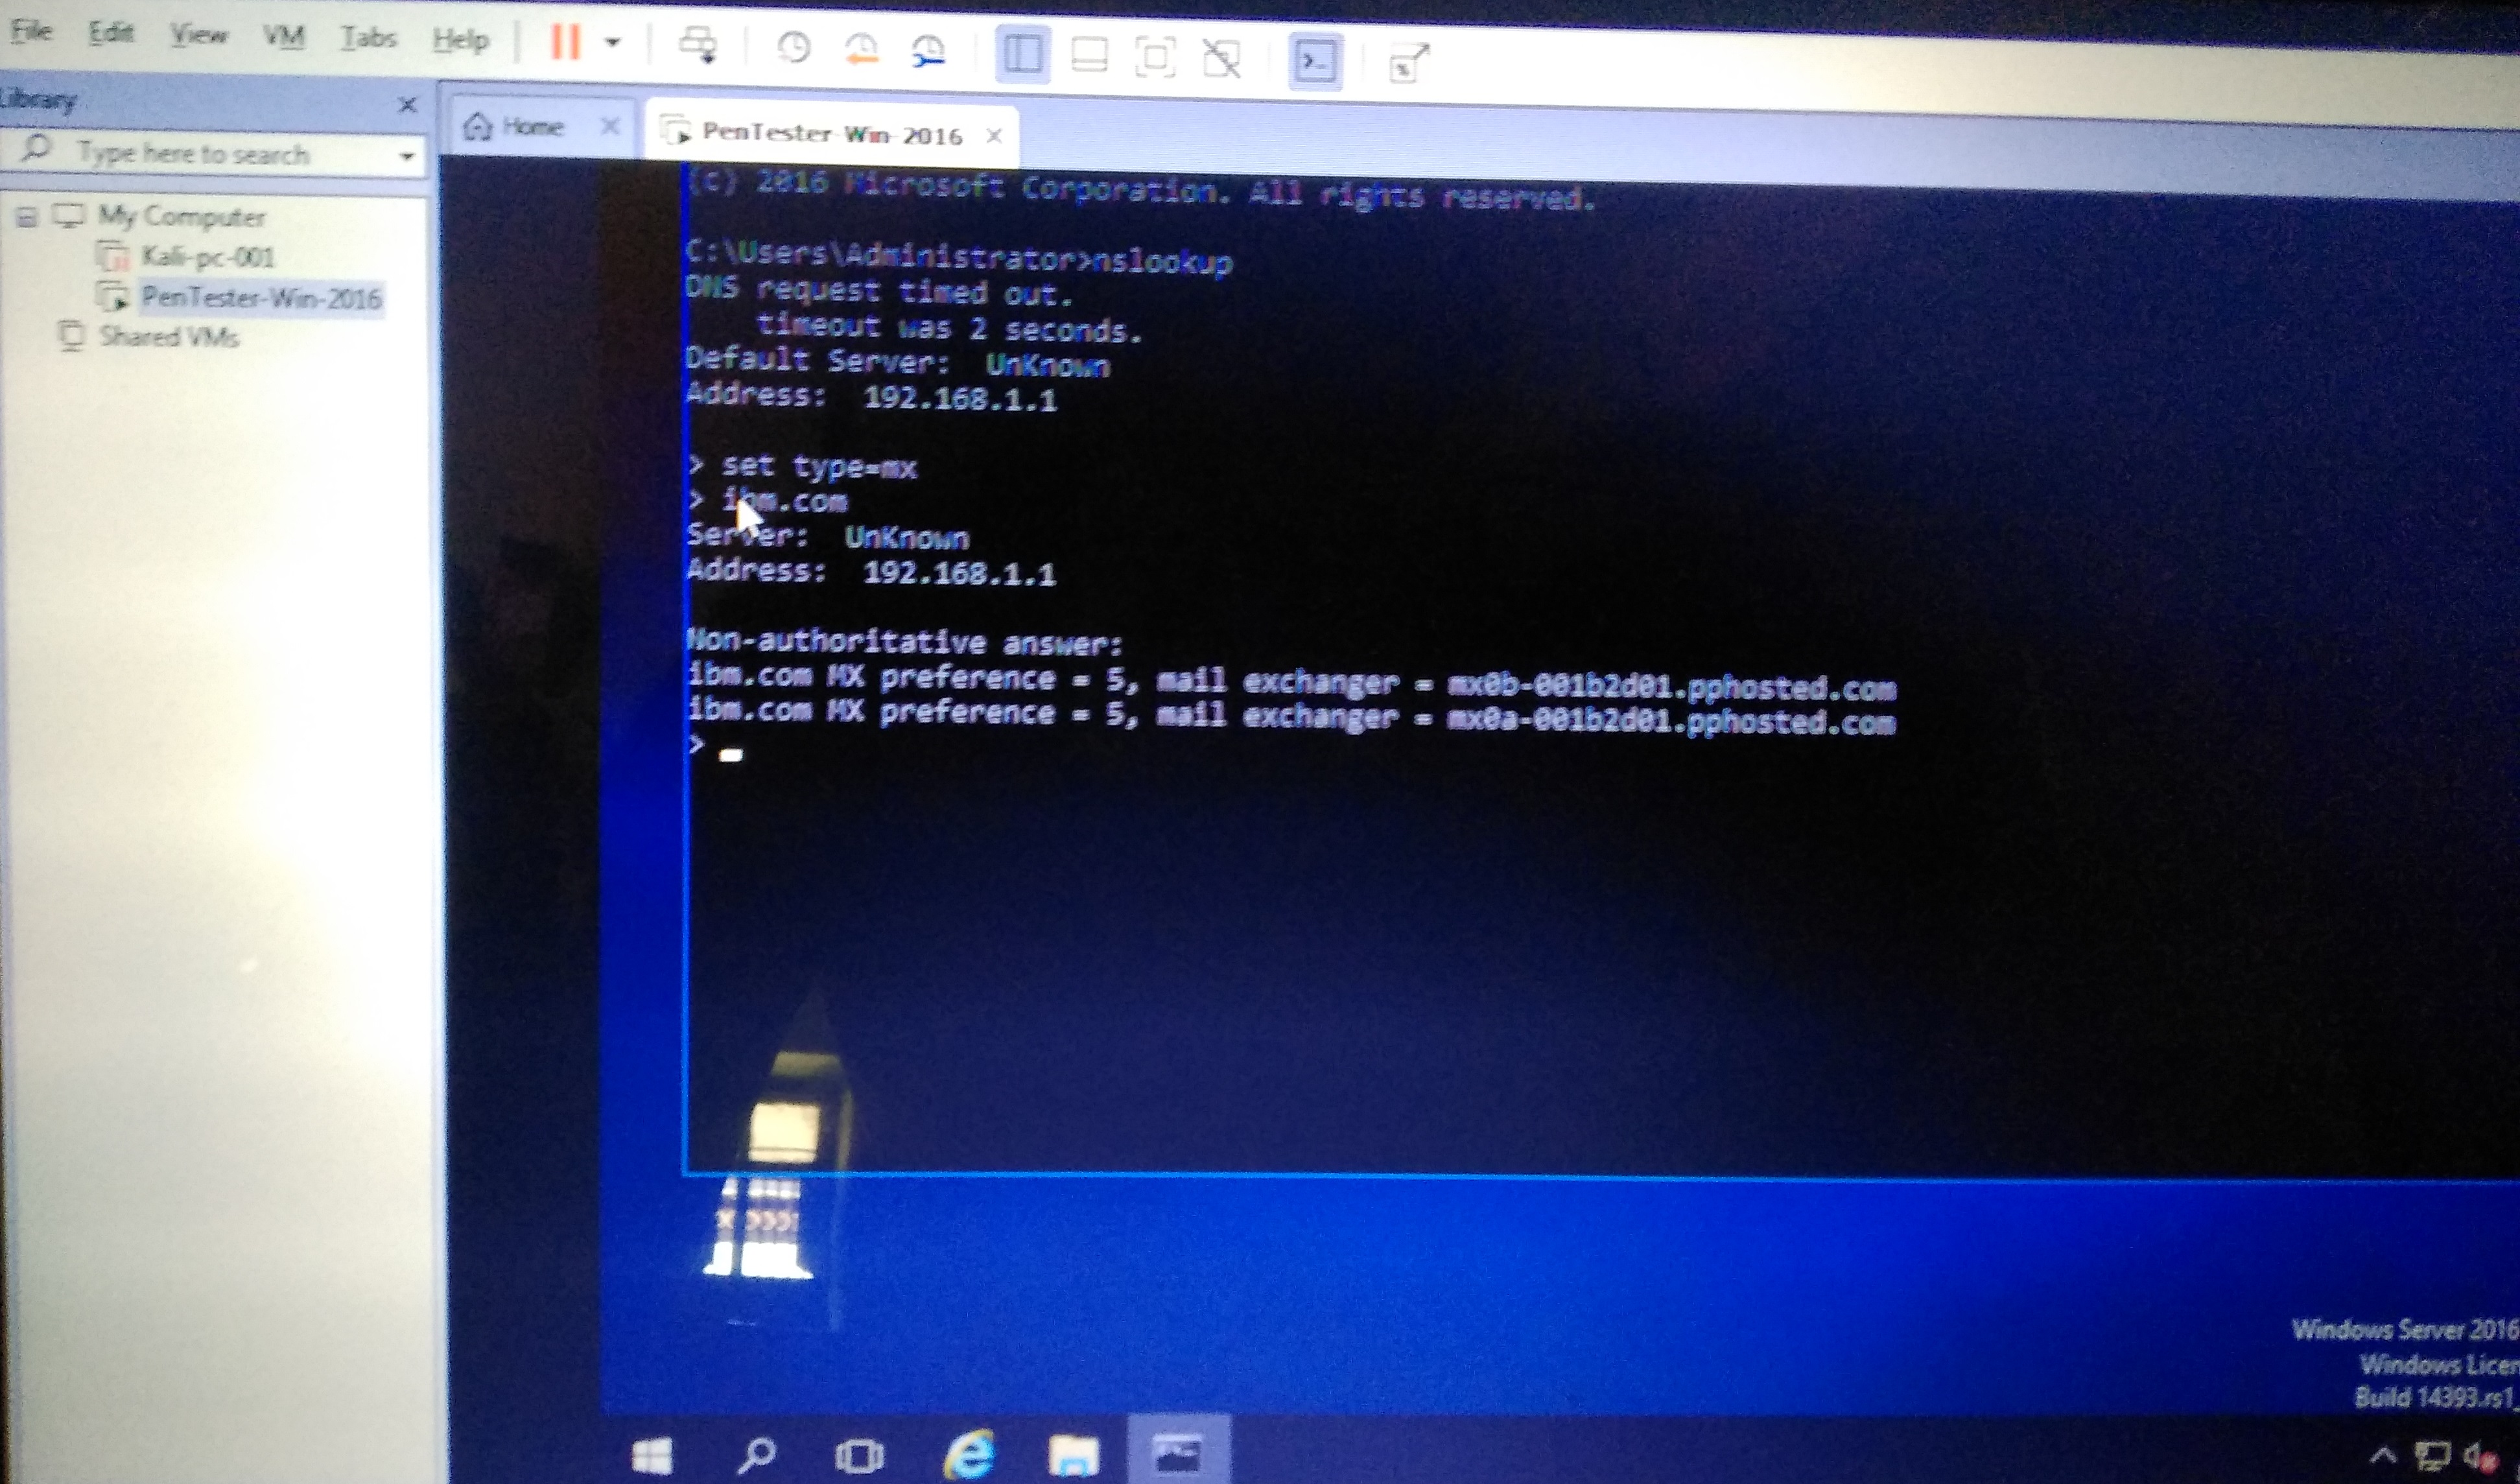 File Edit View VM Tabs Help
Library
Type here to search
Home
PenTester-Win-2016
My Computer
Kali-pc-001
PenTester-Win-2016
Shared VMs
(c) 2016 Microsoft Corporation. All rights reserved.
C:\Users\Administrator>nslookup
DNS request timed out.
timeout was 2 seconds.
Default Server:  UnKnown
Address:  192.168.1.1
> set type=mx
> ibm.com
Server:  UnKnown
Address:  192.168.1.1
Non-authoritative answer:
ibm.com MX preference = 5, mail exchanger = mx0b-001b2d01.pphosted.com
ibm.com MX preference = 5, mail exchanger = mx0a-001b2d01.pphosted.com
>
Windows Server 2016
Windows Licen
Build 14393.rs1_